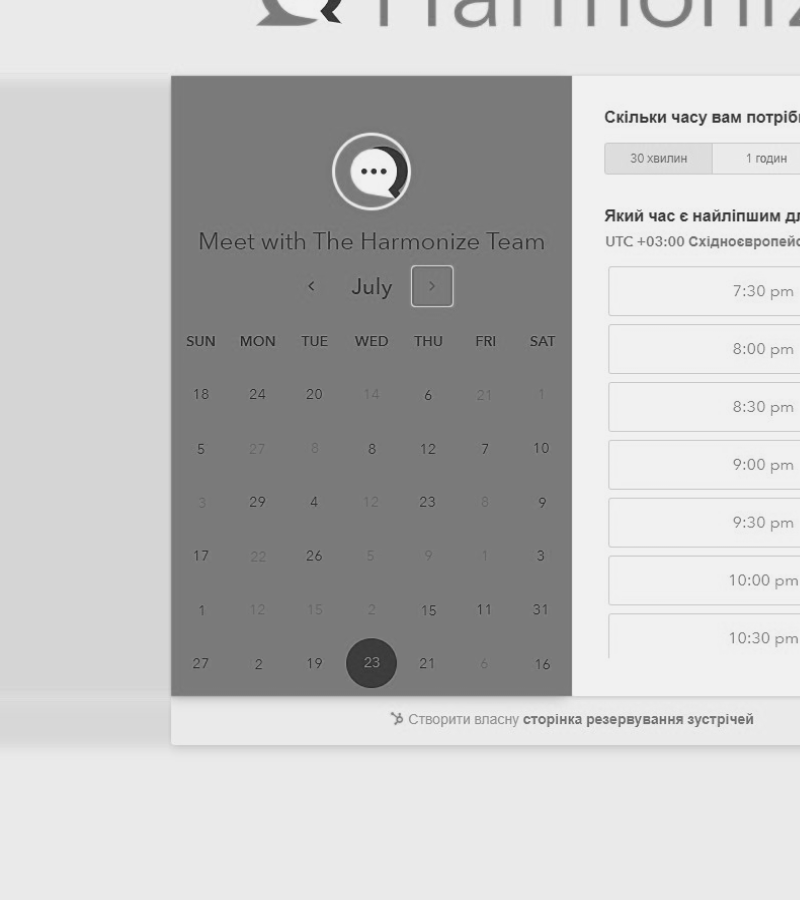 Harmoniz
Meet with The Harmonize Team
July
SUN MON TUE WED THU FRI SAT
18 24 20 14 6 21 1
5 27 8 8 12 7 10
3 29 4 12 23 8 9
17 22 26 5 9 1 3
1 12 15 2 15 11 31
27 2 19 23 21 6 16
Скільки часу вам потріб
30 хвилин 1 годин
Який час є найліпшим д
UTC +03:00 Східноєвропейс
7:30 pm
8:00 pm
8:30 pm
9:00 pm
9:30 pm
10:00 pm
10:30 pm
Створити власну сторінка резервування зустрічей